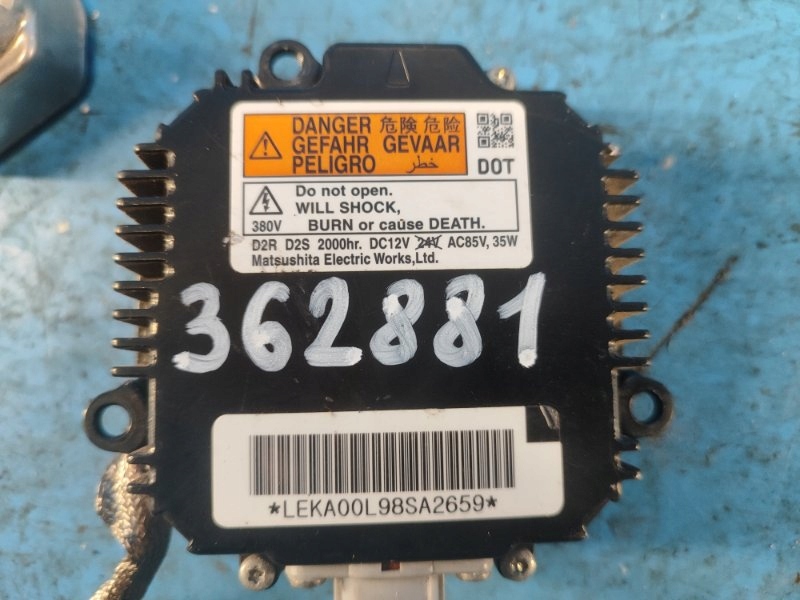 DANGER 危険 危险
GEFAHR GEVAAR
PELIGRO خطر
DOT
Do not open.
WILL SHOCK,
380V BURN or cause DEATH.
D2R D2S 2000hr. DC12V 24V AC85V, 35W
Matsushita Electric Works,Ltd.
362881
*LEKA00L98SA2659*